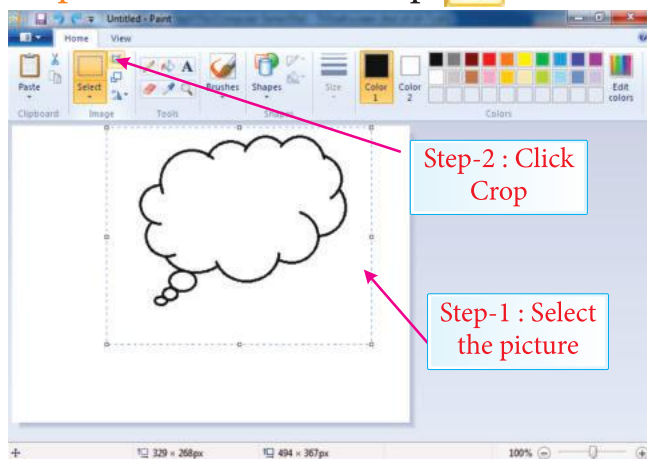 Untitled - Paint
Home View
Paste
Select
A
Brushes
Shapes
Size
Color
1
Color
2
Edit
colors
Clipboard
Image
Tools
Shapes
Colors
Step-2 : Click
Crop
Step-1 : Select
the picture
329 × 268px
494 × 367px
100%